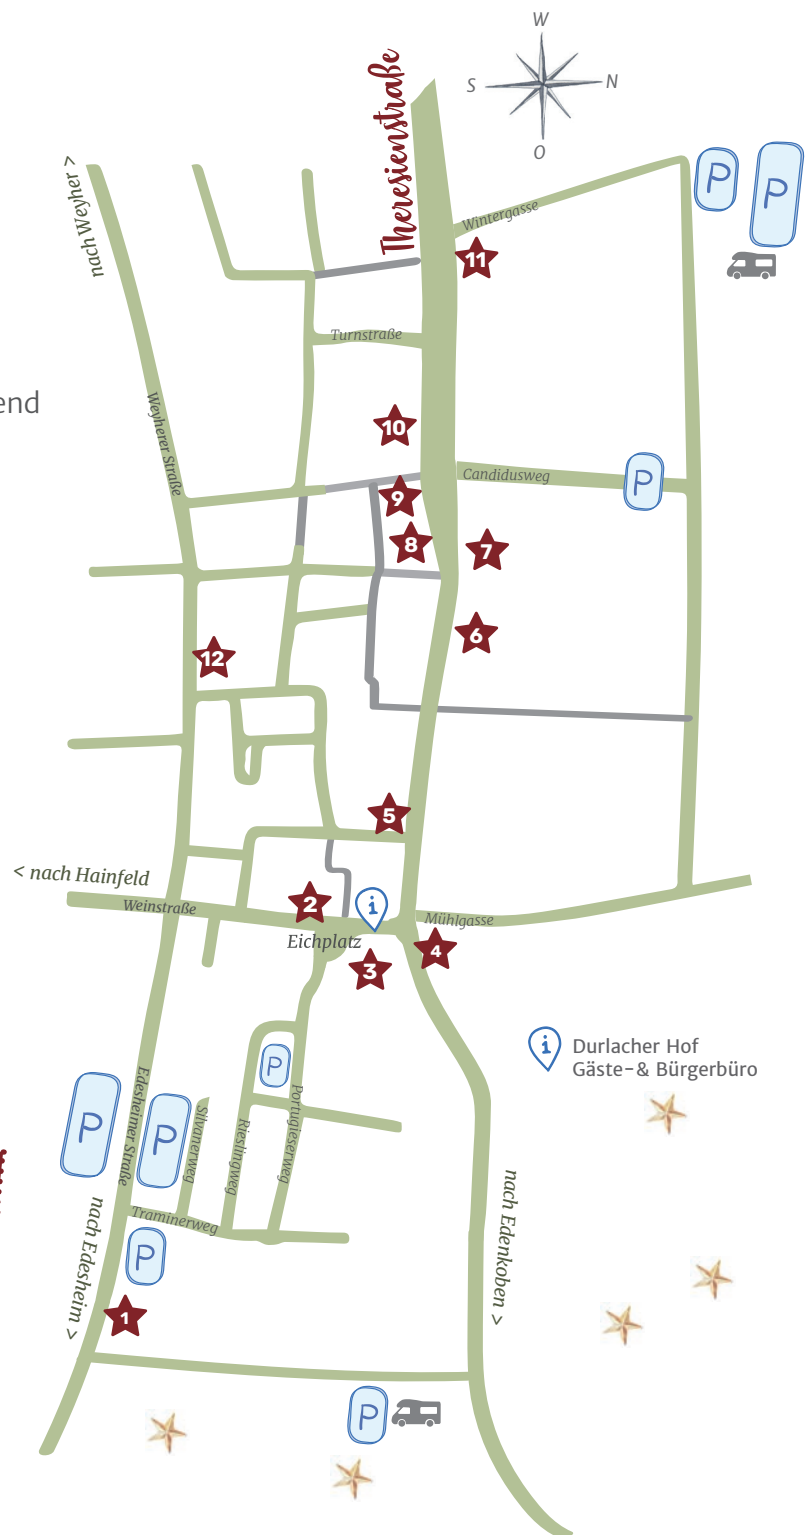 W
S
N
O
Theresienstraße
nach Weyher >
P
P
Wintergasse
11
Turnstraße
end
Weyherer Straße
10
Candidusweg
P
9
8
7
6
12
5
< nach Hainfeld
Weinstraße
2
i
Eichplatz
Mühlgasse
3
4
i
Durlacher Hof
Gäste-& Bürgerbüro
P
P
P
Edesheimer Straße
Silvanerweg
Rieslingweg
Portugieserweg
Traminerweg
nach Edesheim >
nach Edenkoben >
P
1
P